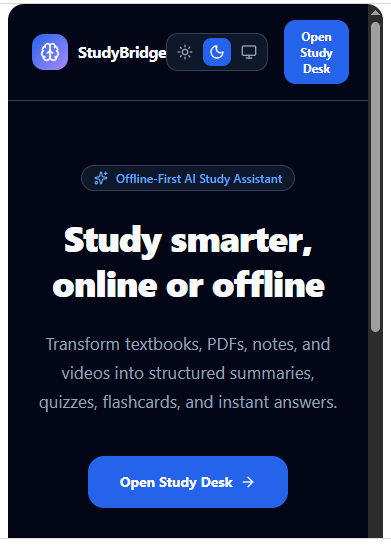 StudyBridge
Open
Study
Desk
Offline-First AI Study Assistant
Study smarter,
online or offline
Transform textbooks, PDFs, notes, and
videos into structured summaries,
quizzes, flashcards, and instant answers.
Open Study Desk